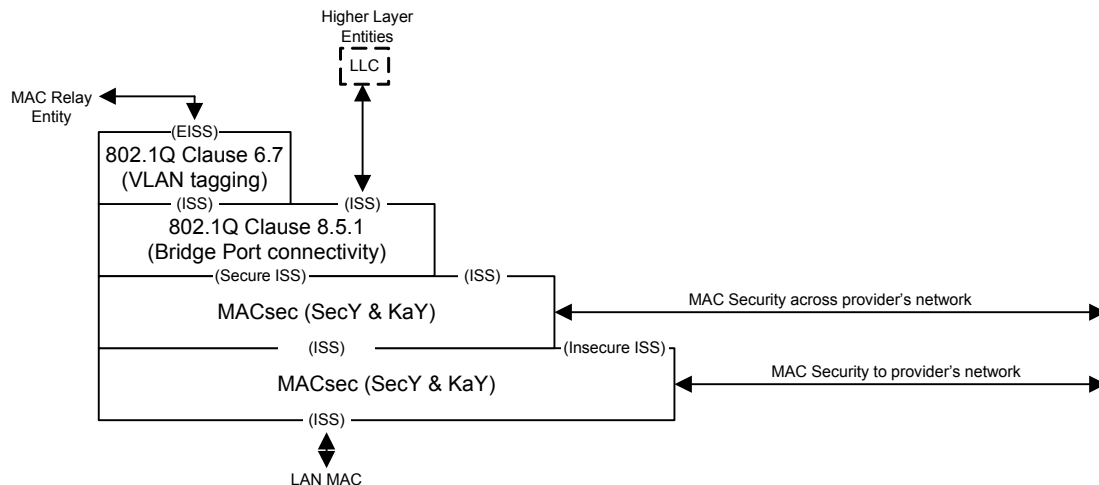 Higher Layer
Entities
LLC
MAC Relay
Entity
(EISS)
802.1Q Clause 6.7
(VLAN tagging)
(ISS)
(ISS)
802.1Q Clause 8.5.1
(Bridge Port connectivity)
(Secure ISS)
(ISS)
MACsec (SecY & KaY)
MAC Security across provider's network
(ISS)
(Insecure ISS)
MACsec (SecY & KaY)
MAC Security to provider's network
(ISS)
LAN MAC